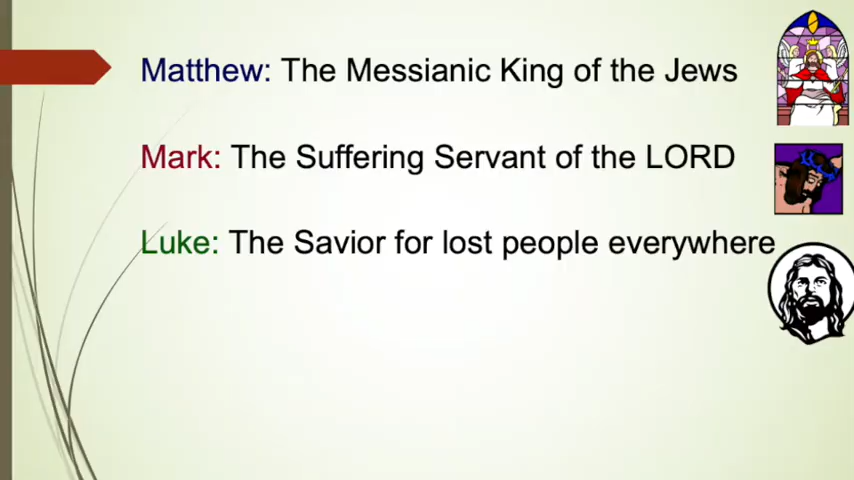 Matthew: The Messianic King of the Jews
Mark: The Suffering Servant of the LORD
Luke: The Savior for lost people everywhere